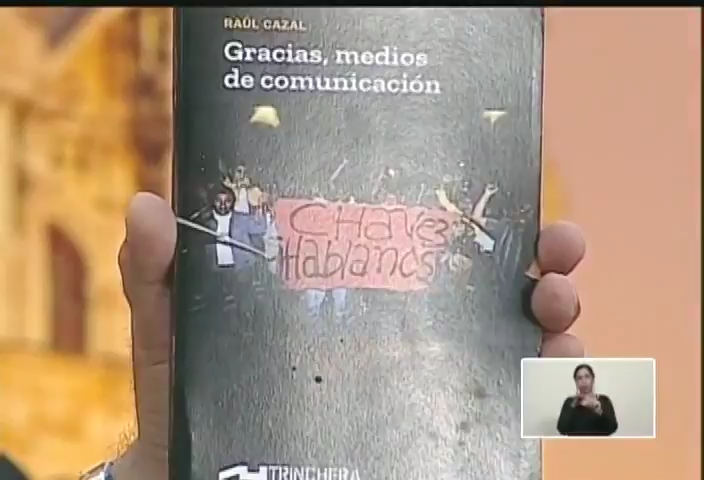 RAÚL CAZAL
Gracias, medios
de comunicación
CHavez
Hablanos
TRINCHERA